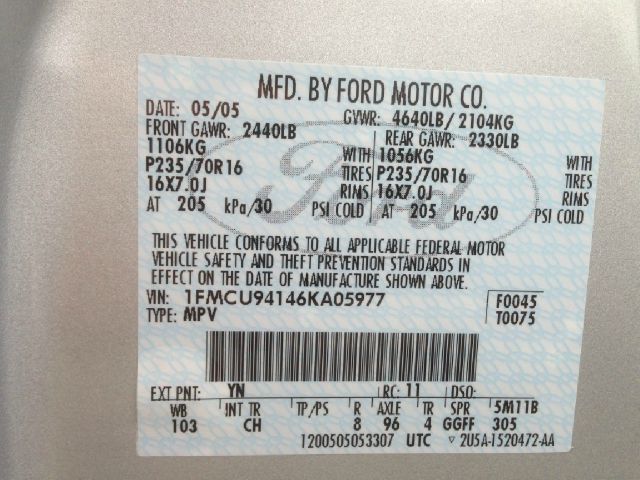 MFD. BY FORD MOTOR CO.
DATE: 05/05 GVWR: 4640LB/ 2104KG
FRONT GAWR: 2440LB REAR GAWR: 2330LB
1106KG WITH 1056KG WITH
P235/70R16 TIRES P235/70R16 TIRES
16X7.0J RIMS 16X7.0J RIMS
AT 205 kPa/30 PSI COLD AT 205 kPa/30 PSI COLD
Ford
THIS VEHICLE CONFORMS TO ALL APPLICABLE FEDERAL MOTOR
VEHICLE SAFETY AND THEFT PREVENTION STANDARDS IN
EFFECT ON THE DATE OF MANUFACTURE SHOWN ABOVE.
VIN: 1FMCU94146KA05977 F0045
TYPE: MPV T0075
EXT PNT: YN RC: 11 DSO:
WB INT TR TP/PS R AXLE TR SPR 5M11B
103 CH 8 96 4 GGFF 305
1200505053307 UTC ▽ 2U5A-1520472-AA